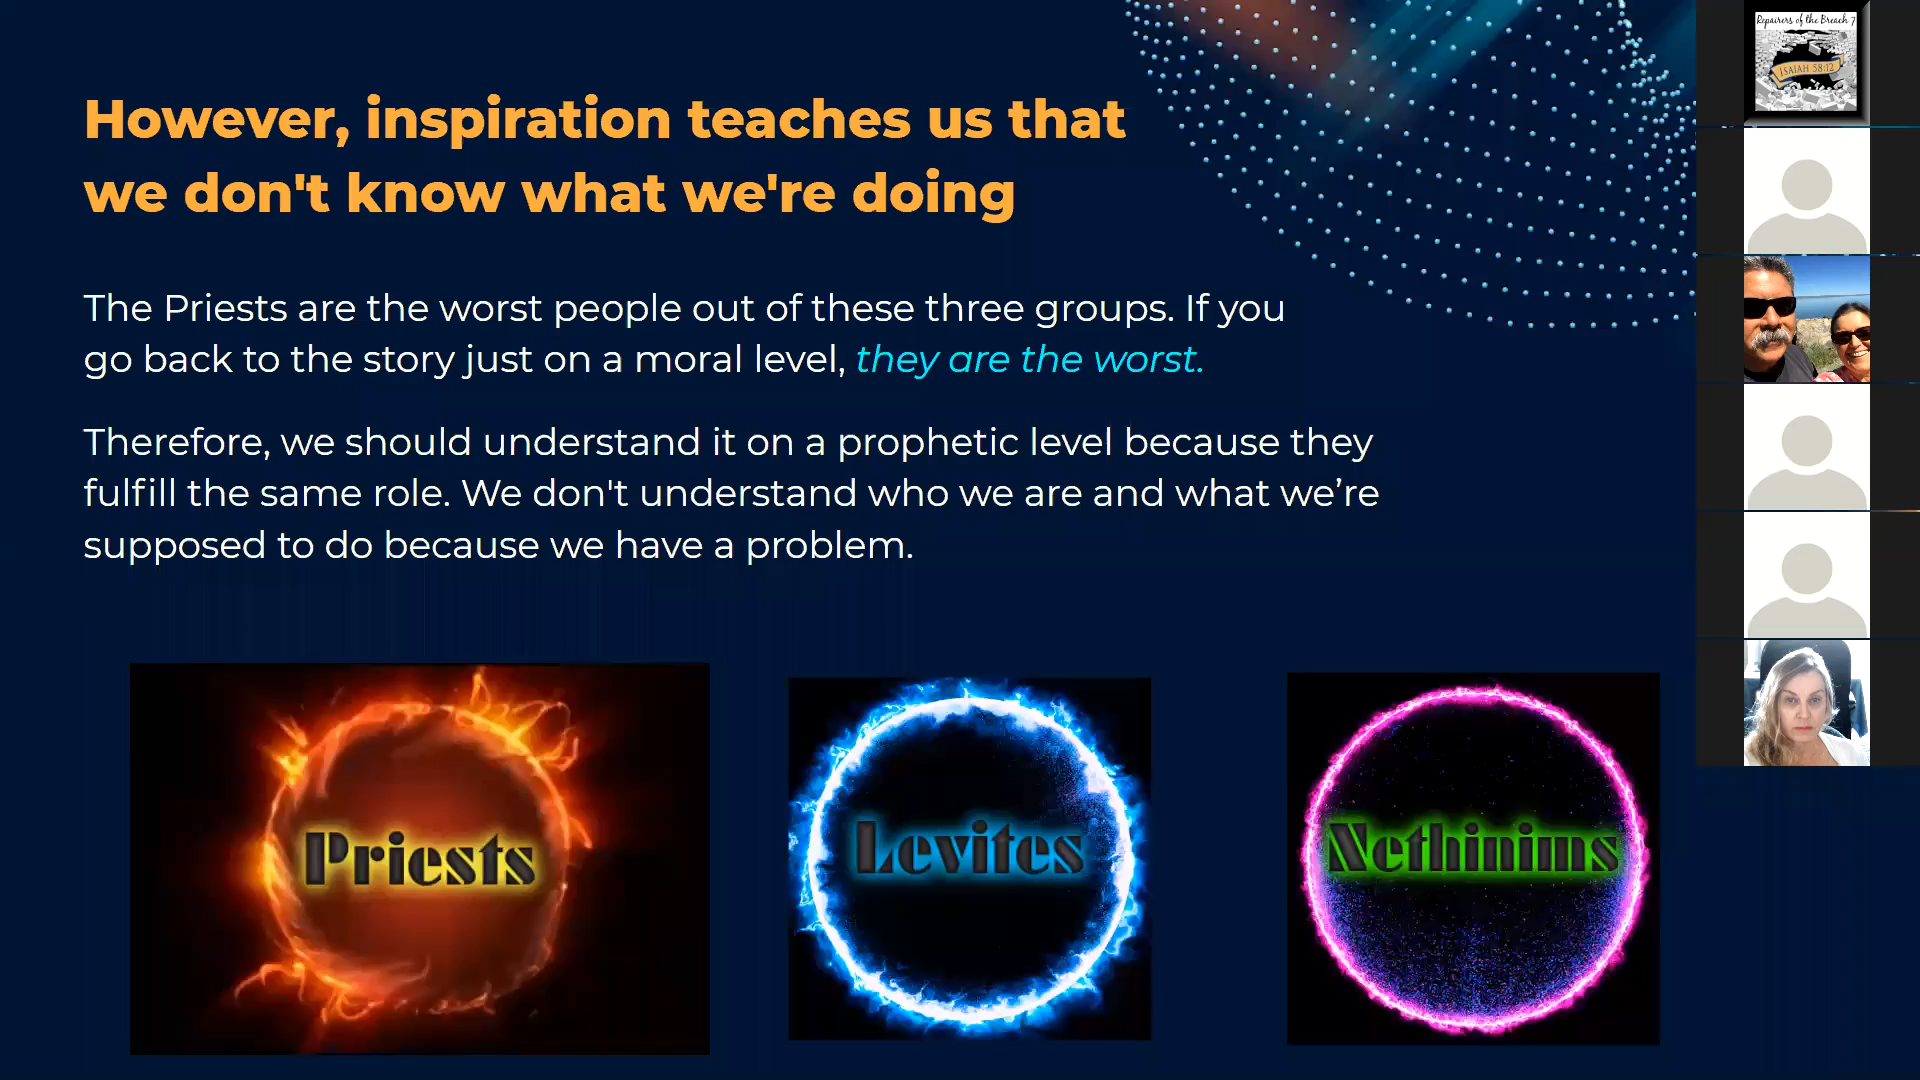 However, inspiration teaches us that
we don't know what we're doing
The Priests are the worst people out of these three groups. If you
go back to the story just on a moral level, they are the worst.
Therefore, we should understand it on a prophetic level because they
fulfill the same role. We don't understand who we are and what we’re
supposed to do because we have a problem.
Priests
Levites
Nethinims
Repairers of the Breach 7
ISAIAH 58:12